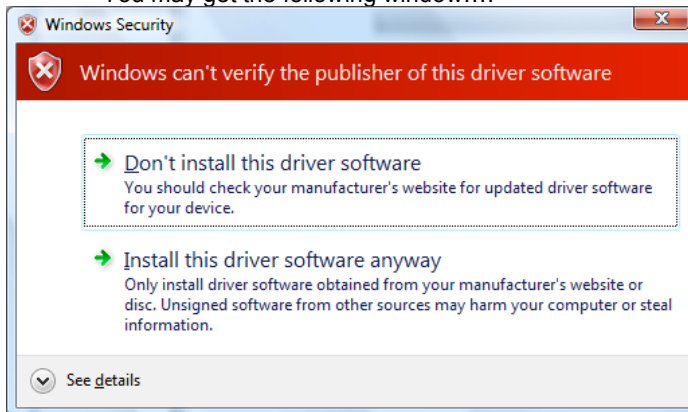 You may get the following window....
Windows Security
Windows can't verify the publisher of this driver software
Don't install this driver software
You should check your manufacturer's website for updated driver software
for your device.
Install this driver software anyway
Only install driver software obtained from your manufacturer's website or
disc. Unsigned software from other sources may harm your computer or steal
information.
See details